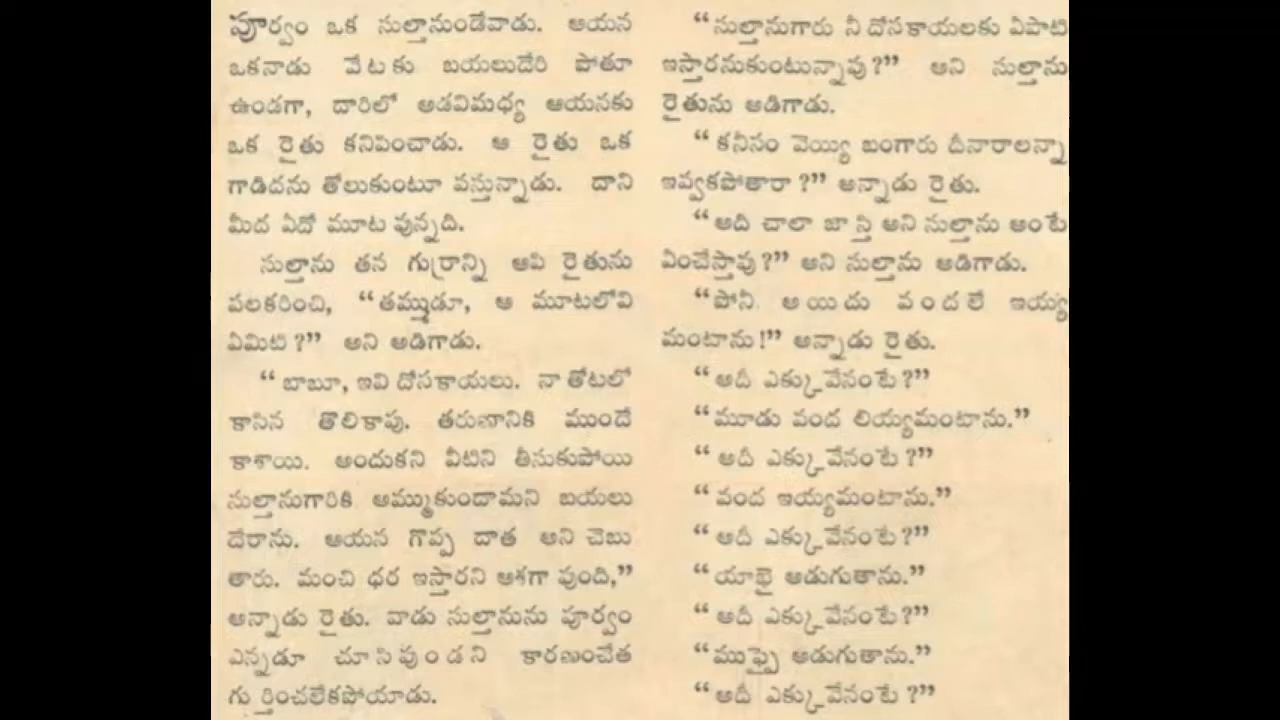 పూర్వం ఒక సుల్తానుండేవాడు. ఆయన
ఒకనాడు వేటకు బయలుదేరి పోతూ
ఉండగా, దారిలో అడవిమధ్య ఆయనకు
ఒక రైతు కనిపించాడు. ఆ రైతు ఒక
గాడిదను తోలుకుంటూ వస్తున్నాడు. దాని
మీద ఏదో మూట వున్నది.
సుల్తాను తన గుర్రాన్ని ఆపి రైతును
పలకరించి, “తమ్ముడూ, ఆ మూటలోవి
ఏమిటి?” అని అడిగాడు.
“బాబూ, ఇవి దోసకాయలు. నా తోటలో
కాసిన తొలికాపు. తరుణానికి ముందే
కాశాయి. అందుకని వీటిని తీసుకుపోయి
సుల్తానుగారికి అమ్ముకుందామని బయలు
దేరాను. ఆయన గొప్ప దాత అని చెబు
తారు. మంచి ధర ఇస్తారని ఆశగా వుంది,”
అన్నాడు రైతు. వాడు సుల్తానును పూర్వం
ఎన్నడూ చూసివుండని కారణంచేత
గుర్తించలేకపోయాడు.
“సుల్తానుగారు నీ దోసకాయలకు ఏపాటి
ఇస్తారనుకుంటున్నావు?” అని సుల్తాను
రైతును అడిగాడు.
“కనీసం వెయ్యి బంగారు దీనారాలన్నా
ఇవ్వకపోతారా?” అన్నాడు రైతు.
“అది చాలా జాస్తి అని సుల్తాను అంటే
ఏంచేస్తావు?” అని సుల్తాను అడిగాడు.
“పోనీ. అయిదు వందలే ఇయ్య
మంటాను!” అన్నాడు రైతు.
“అదీ ఎక్కువేనంటే?”
“మూడు వంద లియ్యమంటాను.”
“అదీ ఎక్కువేనంటే?”
“వంద ఇయ్యమంటాను.”
“అదీ ఎక్కువేనంటే?”
“యాభై అడుగుతాను.”
“అదీ ఎక్కువేనంటే?”
“ముప్ఫై అడుగుతాను.”
“అదీ ఎక్కువేనంటే?”